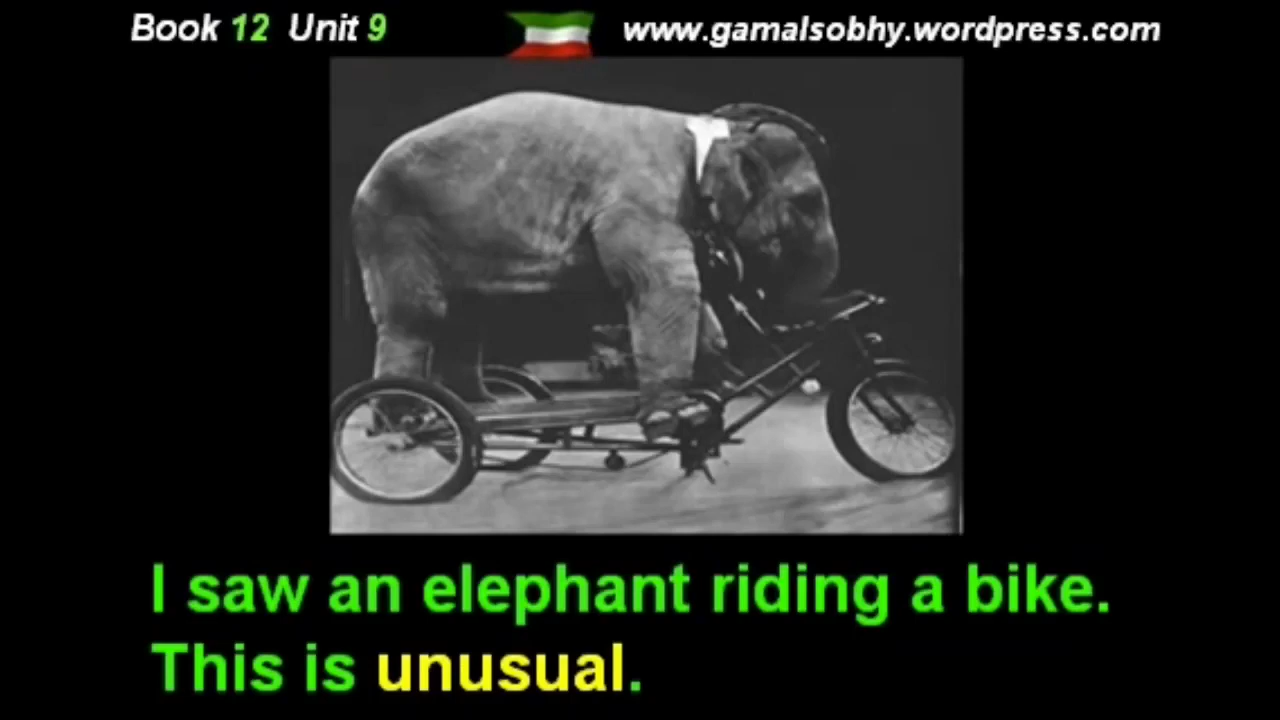 Book 12 Unit 9
www.gamalsobhy.wordpress.com
I saw an elephant riding a bike.
This is unusual.